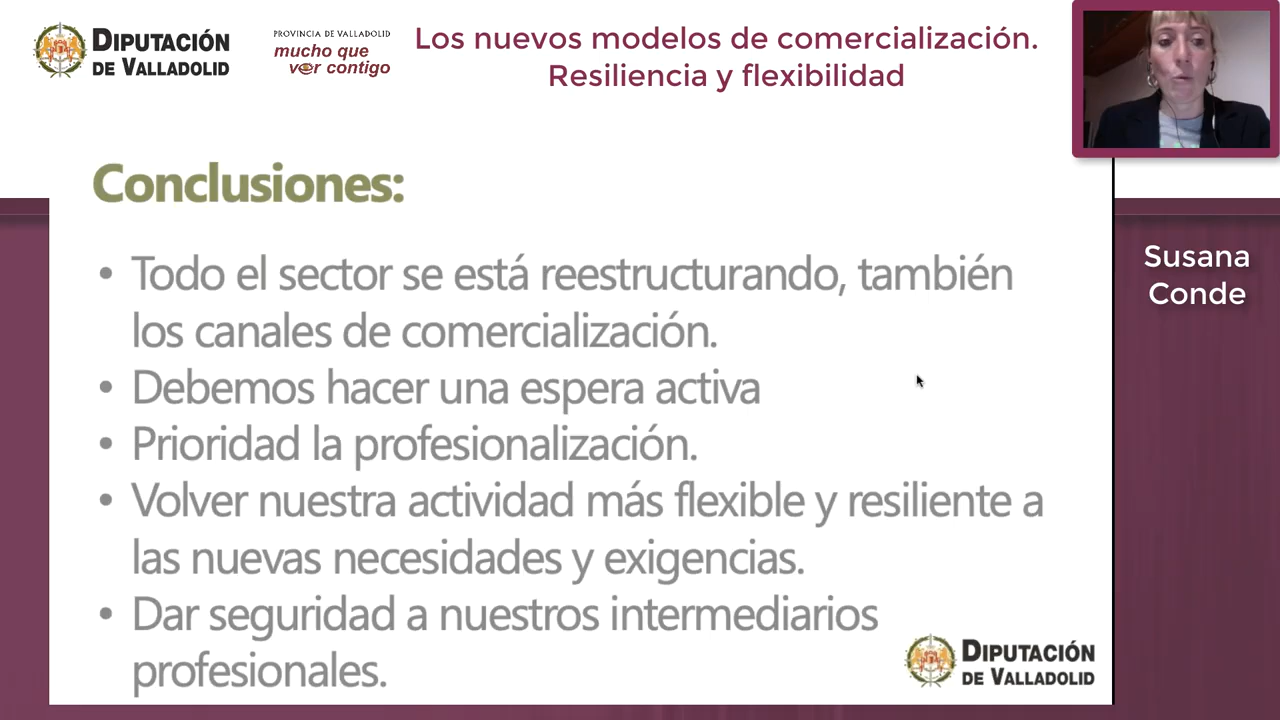 DIPUTACIÓN
DE VALLADOLID
PROVINCIA DE VALLADOLID
mucho que
ver contigo
Los nuevos modelos de comercialización.
Resiliencia y flexibilidad
Conclusiones:
• Todo el sector se está reestructurando, también
los canales de comercialización.
• Debemos hacer una espera activa
• Prioridad la profesionalización.
• Volver nuestra actividad más flexible y resiliente a
las nuevas necesidades y exigencias.
• Dar seguridad a nuestros intermediarios
profesionales.
DIPUTACIÓN
DE VALLADOLID
Susana
Conde